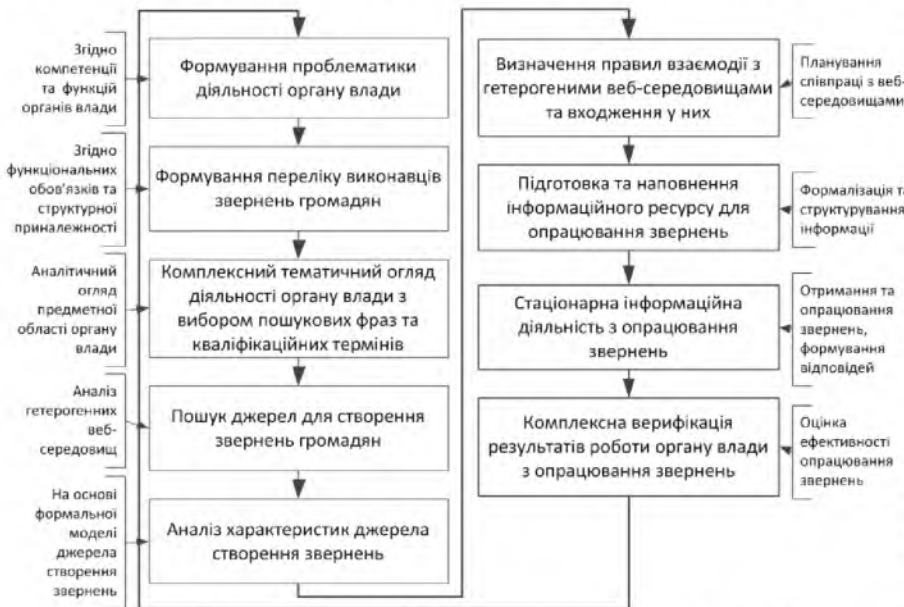 Згідно
компетенції
та функцій
органів влади
Формування проблематики
діяльності органу влади
Згідно
функціональних
обов'язків та
структурної
приналежності
Формування переліку виконавців
звернень громадян
Аналітичний
огляд
предметної
області органу
влади
Комплексний тематичний огляд
діяльності органу влади з
вибором пошукових фраз та
кваліфікаційних термінів
Аналіз
гетерогенних
веб-
середовищ
Пошук джерел для створення
звернень громадян
На основі
формальної
моделі
джерела
створення
звернень
Аналіз характеристик джерела
створення звернень
Визначення правил взаємодії з
гетерогеними веб-середовищами
та входження у них
Планування
співпраці з веб-
середовищами
Підготовка та наповнення
інформаційного ресурсу для
опрацювання звернень
Формалізація та
структурування
інформації
Стаціонарна інформаційна
діяльність з опрацювання
звернень
Отримання та
опрацювання
звернень,
формування
відповідей
Комплексна верифікація
результатів роботи органу влади
з опрацювання звернень
Оцінка
ефективності
опрацювання
звернень